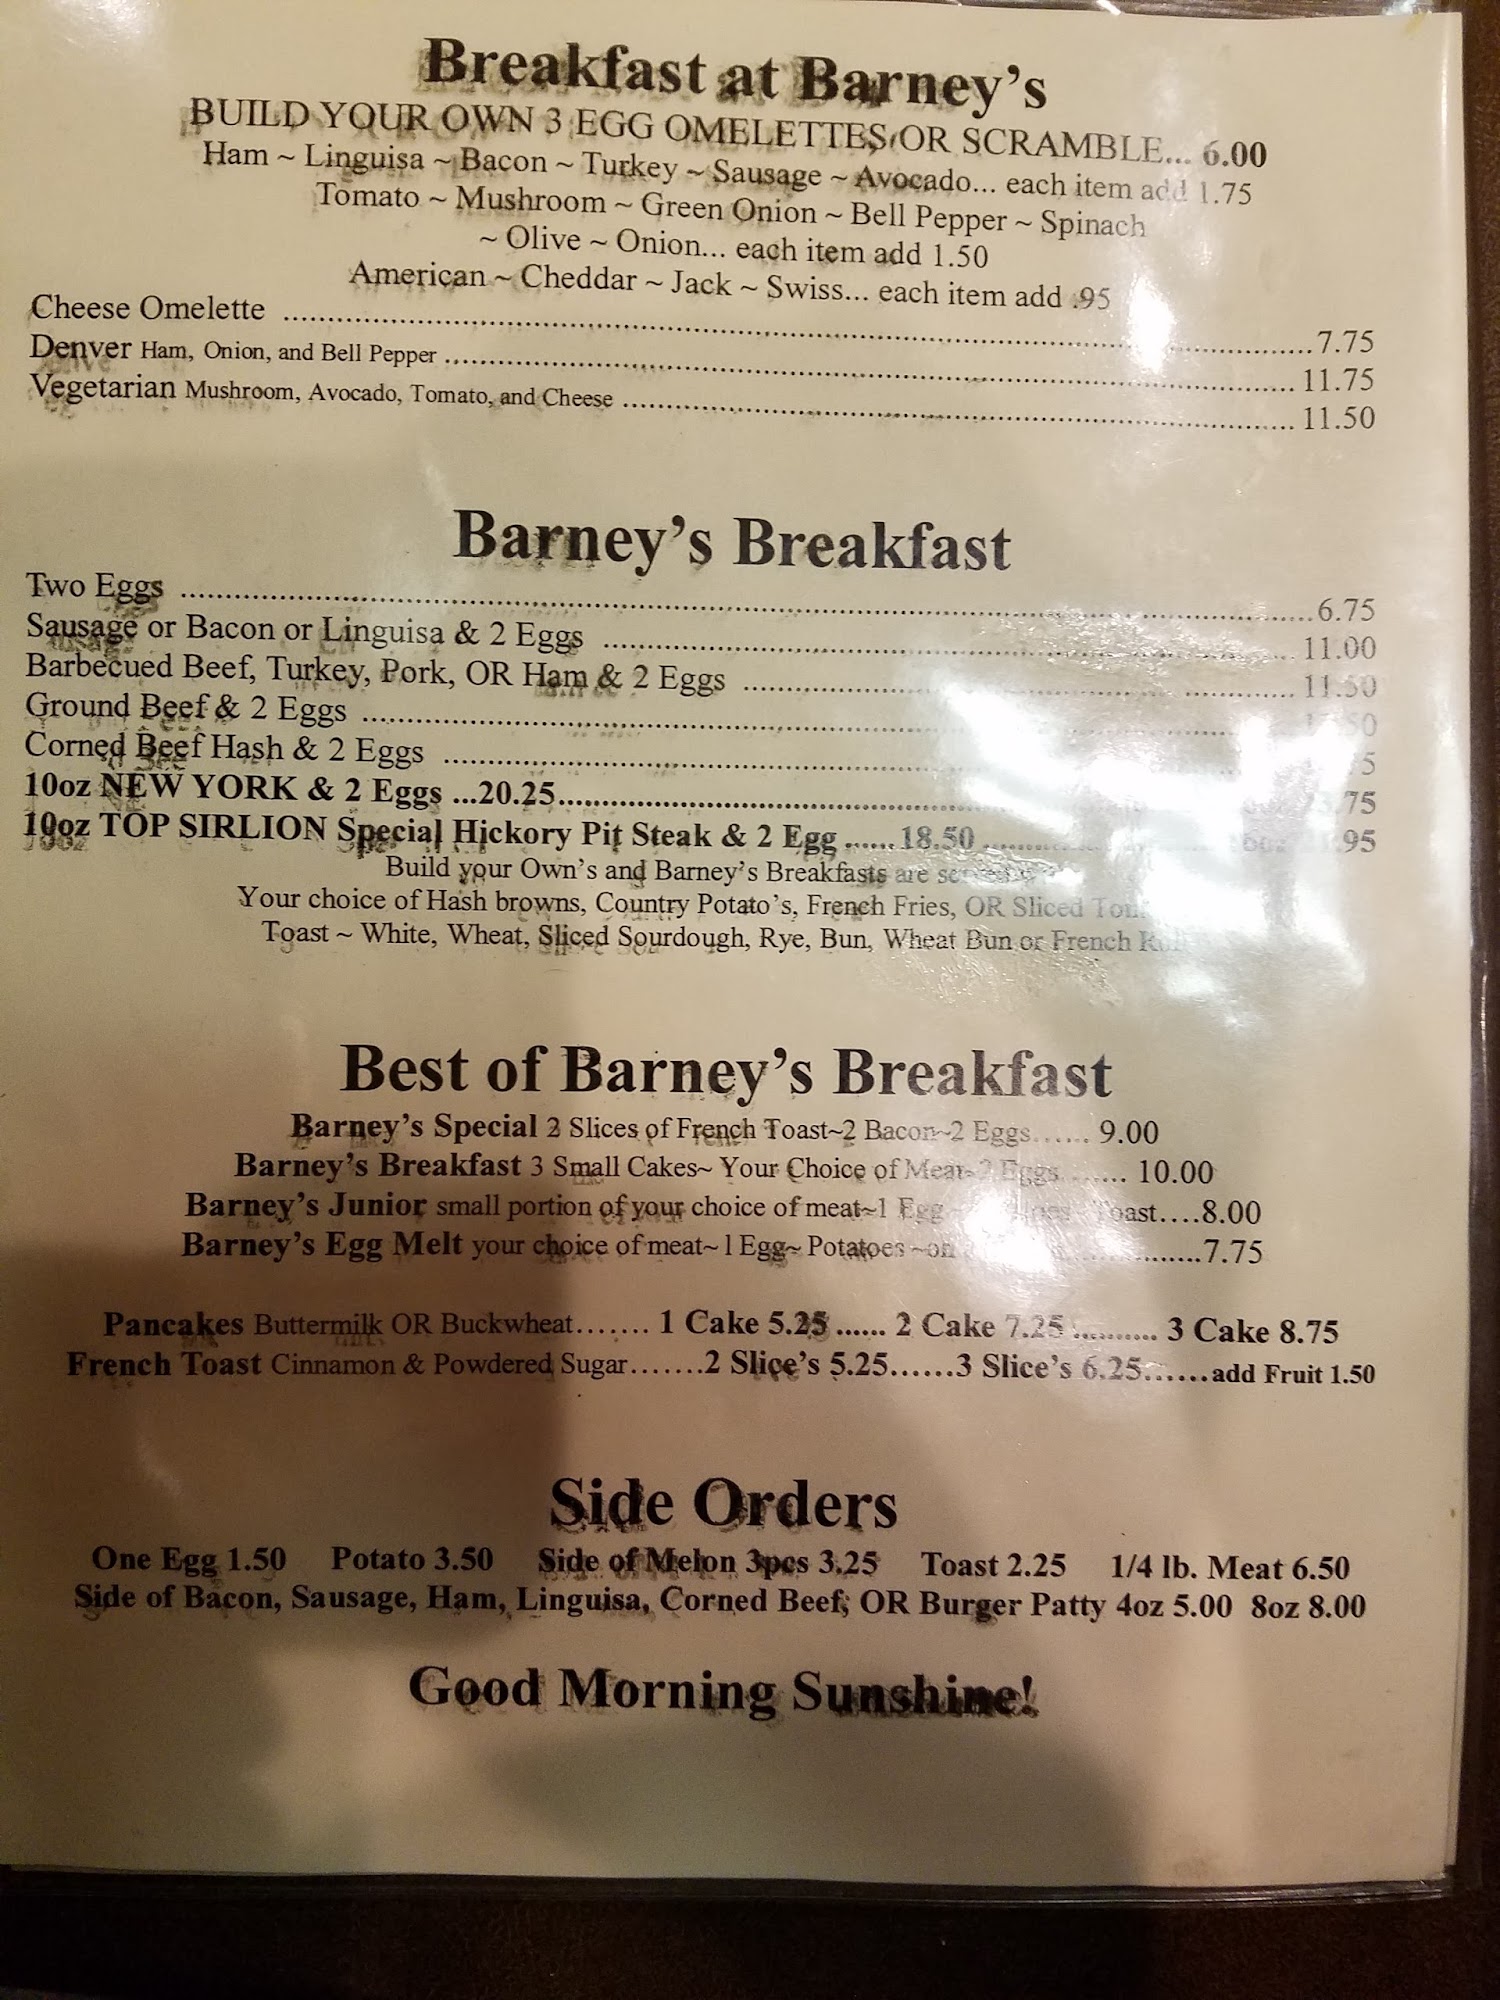 Breakfast at Barney's
BUILD YOUR OWN 3 EGG OMELETTES OR SCRAMBLE... 6.00
Ham ~ Linguisa ~ Bacon ~ Turkey ~ Sausage ~ Avocado... each item add 1.75
Tomato ~ Mushroom ~ Green Onion ~ Bell Pepper ~ Spinach
~ Olive ~ Onion... each item add 1.50
American ~ Cheddar ~ Jack ~ Swiss... each item add .95
Cheese Omelette ........ 7.75
Denver Ham, Onion, and Bell Pepper ........ 11.75
Vegetarian Mushroom, Avocado, Tomato, and Cheese ........ 11.50
Barney's Breakfast
Two Eggs ........ 6.75
Sausage or Bacon or Linguisa & 2 Eggs ........ 11.00
Barbecued Beef, Turkey, Pork, OR Ham & 2 Eggs ........ 11.50
Ground Beef & 2 Eggs ........
Corned Beef Hash & 2 Eggs ........
10oz NEW YORK & 2 Eggs ...20.25........
10oz TOP SIRLION Special Hickory Pit Steak & 2 Egg ......18.50 ........
Build your Own's and Barney's Breakfasts are
Your choice of Hash browns, Country Potato's, French Fries, OR Sliced
Toast ~ White, Wheat, Sliced Sourdough, Rye, Bun, Wheat Bun or French
Best of Barney's Breakfast
Barney's Special 2 Slices of French Toast~2 Bacon~2 Eggs...... 9.00
Barney's Breakfast 3 Small Cakes~ Your Choice of Meat~2 Eggs ....... 10.00
Barney's Junior small portion of your choice of meat~1 Egg Toast....8.00
Barney's Egg Melt your choice of meat~1 Egg~ Potatoes ~on ........7.75
Pancakes Buttermilk OR Buckwheat....... 1 Cake 5.25 ...... 2 Cake 7.25 .......... 3 Cake 8.75
French Toast Cinnamon & Powdered Sugar.......2 Slice's 5.25......3 Slice's 6.25......add Fruit 1.50
Side Orders
One Egg 1.50 Potato 3.50 Side of Melon 3pcs 3.25 Toast 2.25 1/4 lb. Meat 6.50
Side of Bacon, Sausage, Ham, Linguisa, Corned Beef, OR Burger Patty 4oz 5.00 8oz 8.00
Good Morning Sunshine!